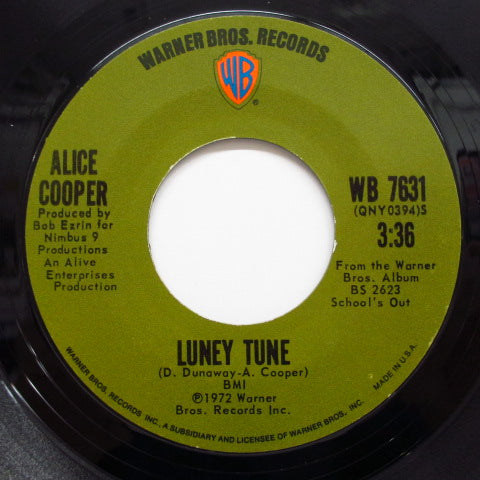 WARNER BROS. RECORDS
WB
®
ALICE
COOPER
Produced by
Bob Ezrin for
Nimbus 9
Productions
An Alive
Enterprises
Production
WB 7631
(QNY0394)S
3:36
From the Warner
Bros. Album
BS 2623
School's Out
LUNEY TUNE
(D. Dunaway-A. Cooper)
BMI
℗1972 Warner
Bros. Records Inc.
WARNER BROS. RECORDS INC., A SUBSIDIARY AND LICENSEE OF WARNER BROS. INC.
MADE IN U.S.A.